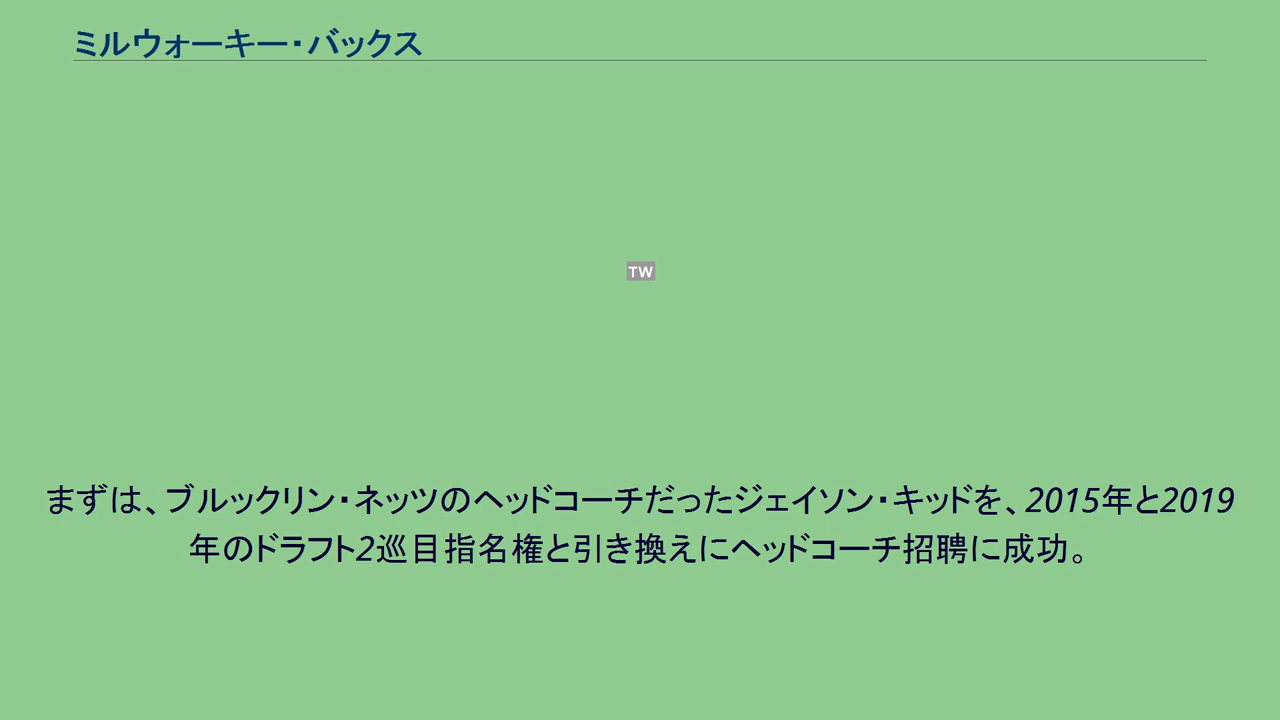 ミルウォーキー・バックス
TW
まずは、ブルックリン・ネッツのヘッドコーチだったジェイソン・キッドを、2015年と2019
年のドラフト2巡目指名権と引き換えにヘッドコーチ招聘に成功。